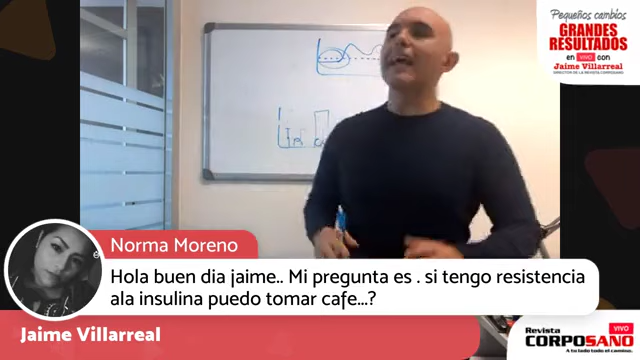 Pequeños cambios
GRANDES
RESULTADOS
en VIVO con
Jaime Villarreal
DIRECTOR DE LA REVISTA CORPOSANO
Norma Moreno
Hola buen dia jaime.. Mi pregunta es . si tengo resistencia
ala insulina puedo tomar cafe...?
Jaime Villarreal
Revista VIVO
CORPOSANO
A tu lado todo el camino.